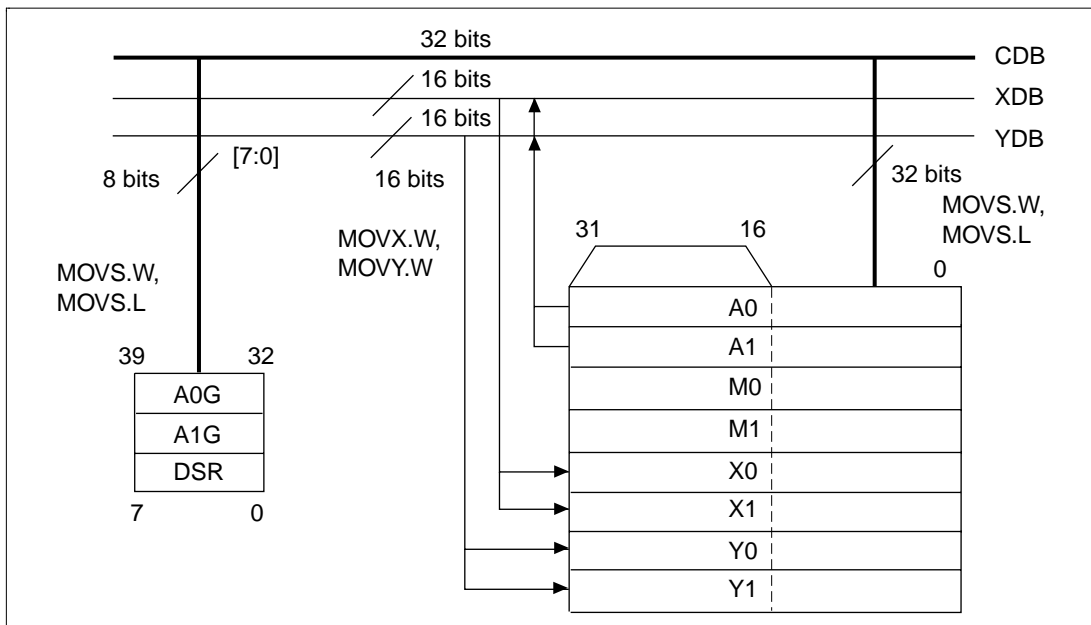 32 bits
CDB
16 bits
XDB
16 bits
YDB
[7:0]
8 bits
16 bits
32 bits
MOVX.W,
MOVY.W
MOVS.W,
MOVS.L
31
16
0
MOVS.W,
MOVS.L
39
32
A0G
A1G
DSR
7
0
A0
A1
M0
M1
X0
X1
Y0
Y1